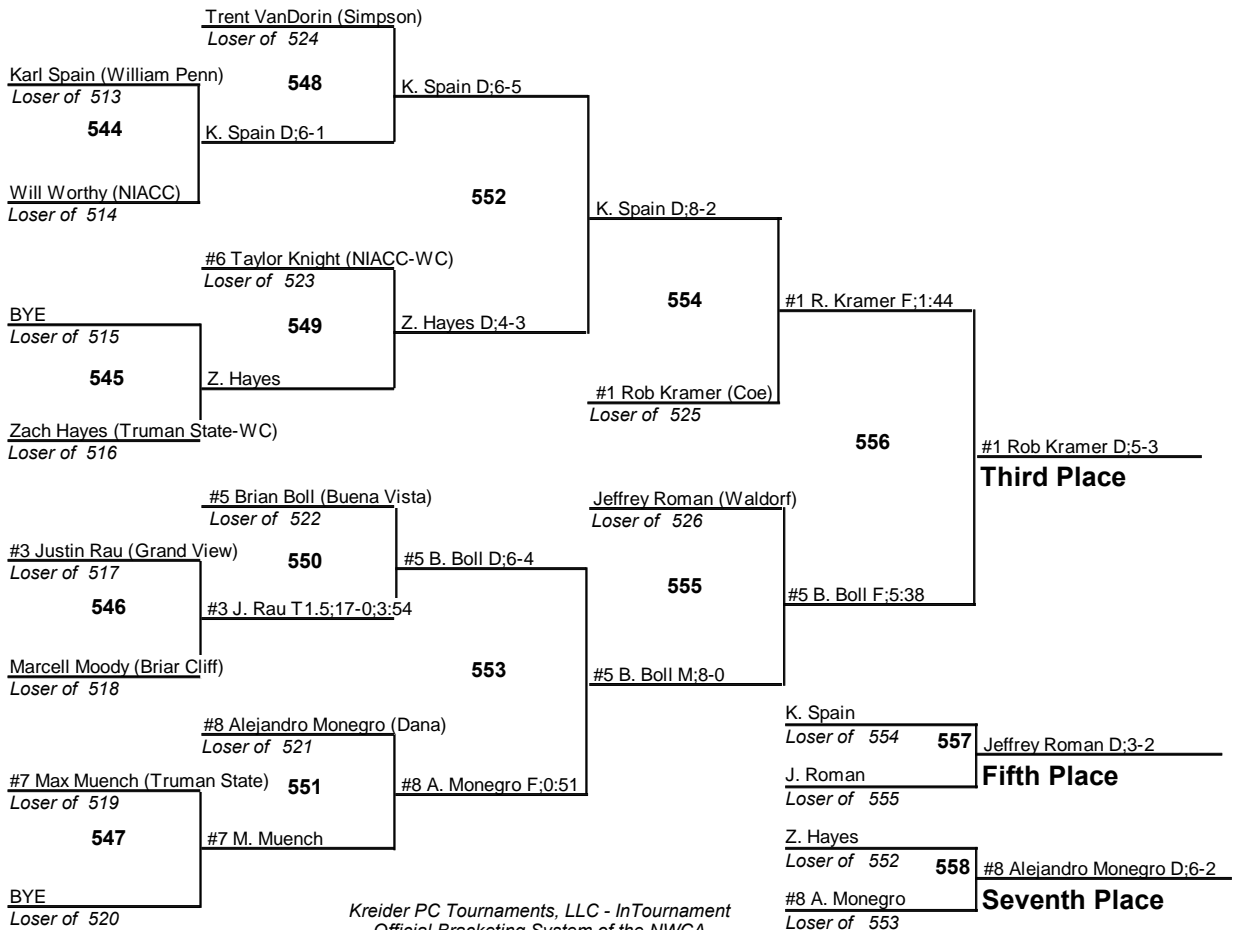 Trent VanDorin (Simpson)
Loser of 524
Karl Spain (William Penn)
Loser of 513
548
K. Spain D;6-5
544
K. Spain D;6-1
Will Worthy (NIACC)
Loser of 514
552
K. Spain D;8-2
#6 Taylor Knight (NIACC-WC)
Loser of 523
BYE
Loser of 515
549
Z. Hayes D;4-3
554
#1 R. Kramer F;1:44
545
Z. Hayes
#1 Rob Kramer (Coe)
Loser of 525
Zach Hayes (Truman State-WC)
Loser of 516
556
#1 Rob Kramer D;5-3
Third Place
#5 Brian Boll (Buena Vista)
Loser of 522
Jeffrey Roman (Waldorf)
Loser of 526
#3 Justin Rau (Grand View)
Loser of 517
550
#5 B. Boll D;6-4
555
#5 B. Boll F;5:38
546
#3 J. Rau T1.5;17-0;3:54
Marcell Moody (Briar Cliff)
Loser of 518
553
#5 B. Boll M;8-0
#8 Alejandro Monegro (Dana)
Loser of 521
K. Spain
Loser of 554
557
Jeffrey Roman D;3-2
Fifth Place
J. Roman
Loser of 555
#7 Max Muench (Truman State)
Loser of 519
551
#8 A. Monegro F;0:51
547
#7 M. Muench
Z. Hayes
Loser of 552
558
#8 Alejandro Monegro D;6-2
Seventh Place
#8 A. Monegro
Loser of 553
BYE
Loser of 520
Kreider PC Tournaments, LLC - InTournament
Official Bracketing System of the NWCA